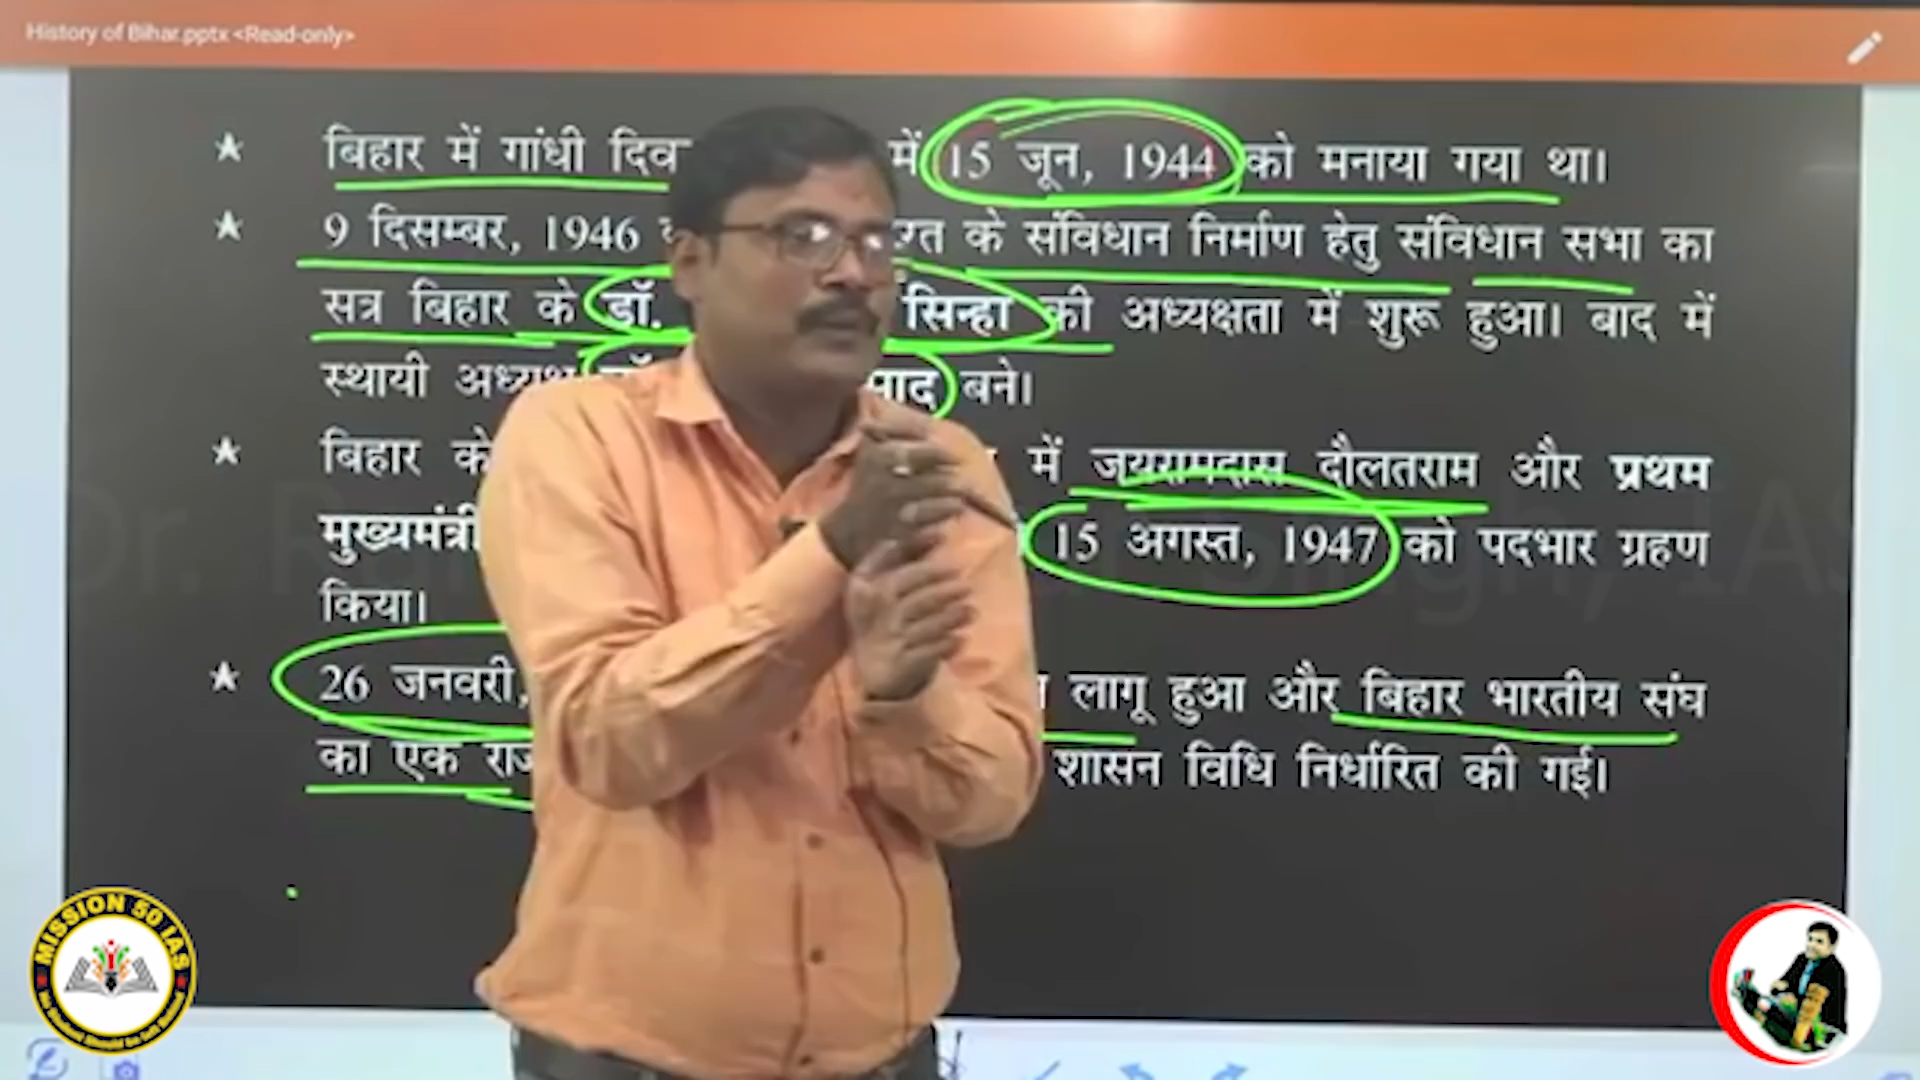 History of Bihar.pptx <Read-only>
★ बिहार में गांधी में 15 जून, 1944 को मनाया गया था।
★ 9 दिसम्बर, 1946 के संविधान निर्माण हेतु संविधान सभा का
सत्र बिहार के डॉ. सिन्हा की अध्यक्षता में शुरू हुआ। बाद में
स्थायी बने।
★ बिहार में जयरामदास दौलतराम और प्रथम
मुख्यमंत्री 15 अगस्त, 1947 को पदभार ग्रहण
किया।
★ 26 जनवरी, लागू हुआ और बिहार भारतीय संघ
का एक शासन विधि निर्धारित की गई।
MISSION 50 IAS